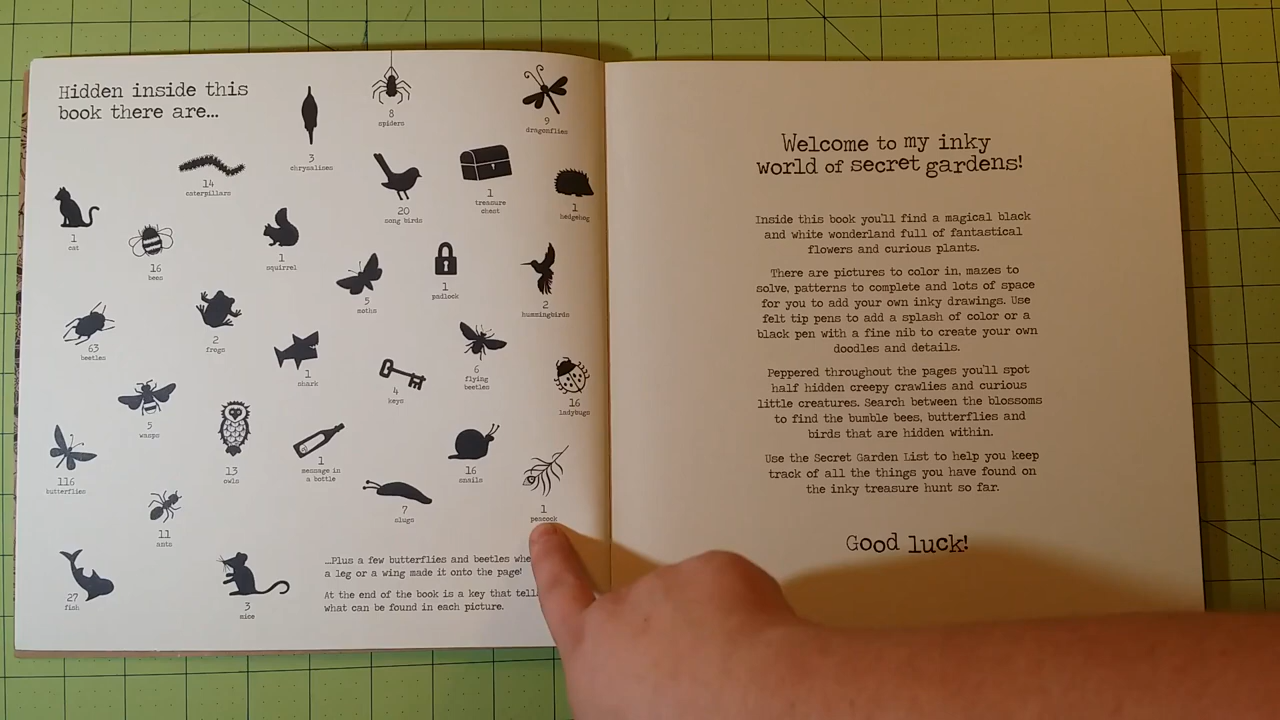 Hidden inside this
book there are...
8
spiders
9
dragonflies
3
chrysalises
14
caterpillars
20
song birds
1
treasure
chest
1
hedgehog
1
cat
16
bees
1
squirrel
5
moths
1
padlock
2
hummingbirds
63
beetles
2
frogs
1
shark
4
keys
6
flying
beetles
16
ladybugs
5
wasps
116
butterflies
13
owls
1
message in
a bottle
16
snails
7
slugs
1
peacock
11
ants
27
fish
3
mice
...Plus a few butterflies and beetles
a leg or a wing made it onto the page!
At the end of the book is a key that
what can be found in each picture.
Welcome to my inky
world of secret gardens!
Inside this book you'll find a magical black
and white wonderland full of fantastical
flowers and curious plants.
There are pictures to color in, mazes to
solve, patterns to complete and lots of space
for you to add your own inky drawings. Use
felt tip pens to add a splash of color or a
black pen with a fine nib to create your own
doodles and details.
Peppered throughout the pages you'll spot
half hidden creepy crawlies and curious
little creatures. Search between the blossoms
to find the bumble bees, butterflies and
birds that are hidden within.
Use the Secret Garden List to help you keep
track of all the things you have found on
the inky treasure hunt so far.
Good luck!